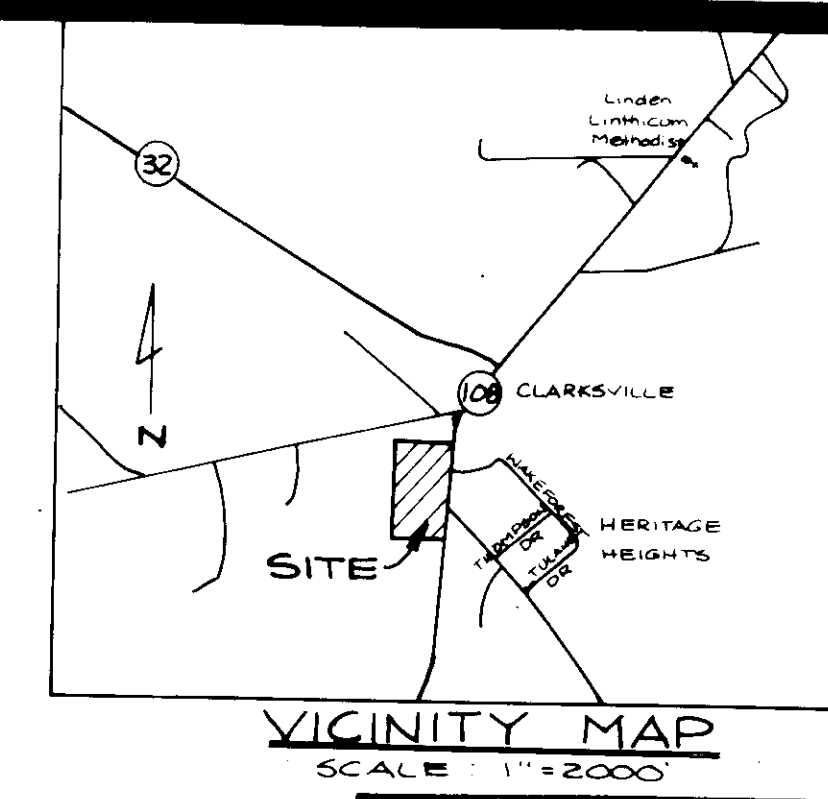 Linden
Linthicum
Methodist
32
108
CLARKSVILLE
N
WAKEFOREST
THOMPSON
DR
TULANE
DR
HERITAGE
HEIGHTS
SITE
VICINITY MAP
SCALE : 1"=2000'